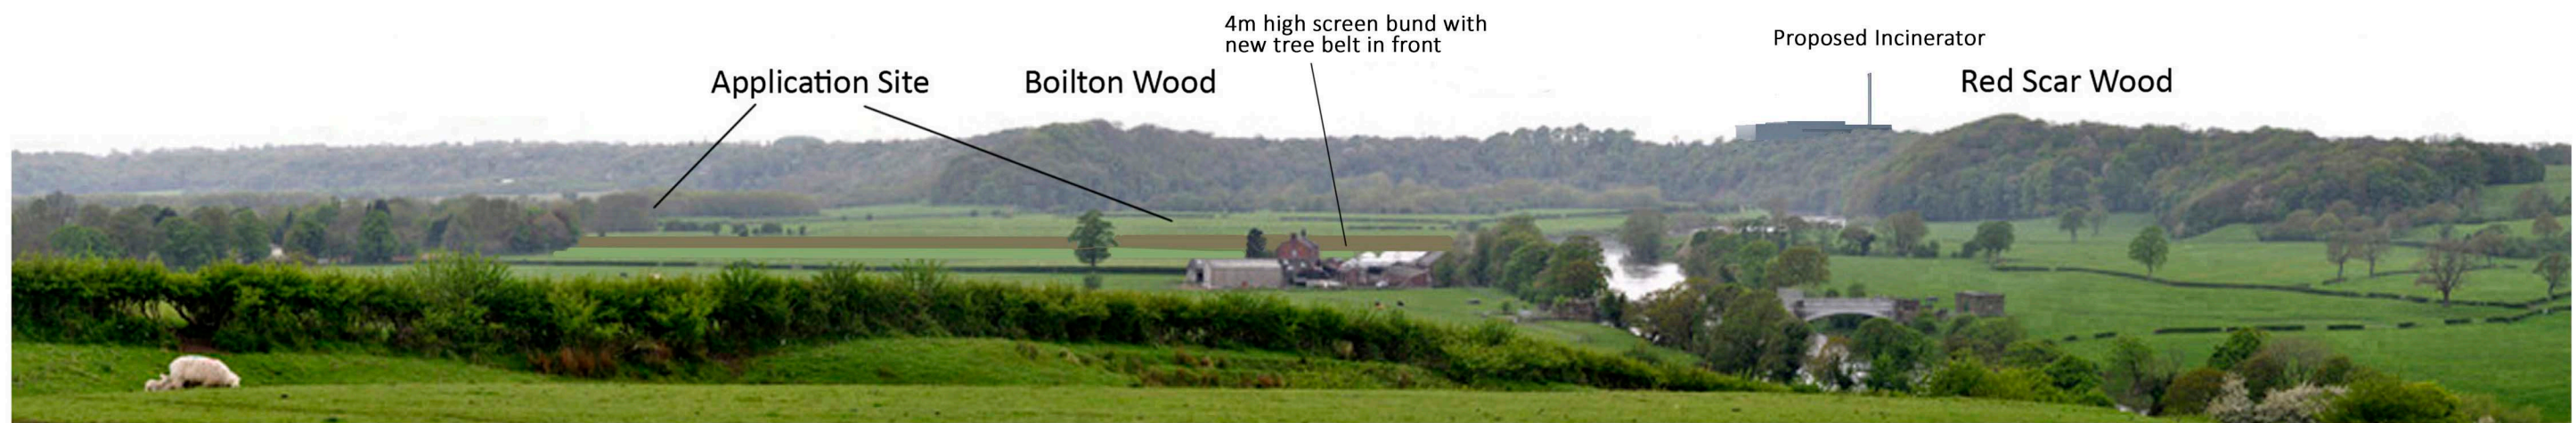 4m high screen bund with
new tree belt in front
Proposed Incinerator
Application Site
Boilton Wood
Red Scar Wood